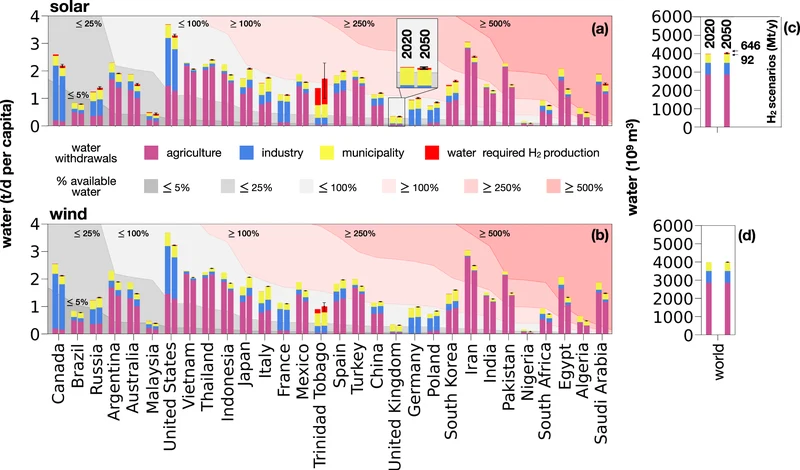 solar
(a)
≤ 25%
≤ 100%
≥ 100%
≥ 250%
≥ 500%
≤ 5%
2020
2050
4
3
2
1
0
water withdrawals
agriculture
industry
municipality
water required H₂ production
% available water
≤ 5%
≤ 25%
≤ 100%
≥ 100%
≥ 250%
≥ 500%
water (t/d per capita)
wind
(b)
≤ 25%
≤ 100%
≥ 100%
≥ 250%
≥ 500%
≤ 5%
4
3
2
1
0
Canada
Brazil
Russia
Argentina
Australia
Malaysia
United States
Vietnam
Thailand
Indonesia
Japan
Italy
France
Mexico
Trinidad Tobago
Spain
Turkey
China
United Kingdom
Germany
Poland
South Korea
Iran
India
Pakistan
Nigeria
South Africa
Egypt
Algeria
Saudi Arabia
(c)
6000
5000
4000
3000
2000
1000
0
2020
2050
646
92
H₂ scenarios (Mt/y)
water (10⁹ m³)
(d)
6000
5000
4000
3000
2000
1000
0
world